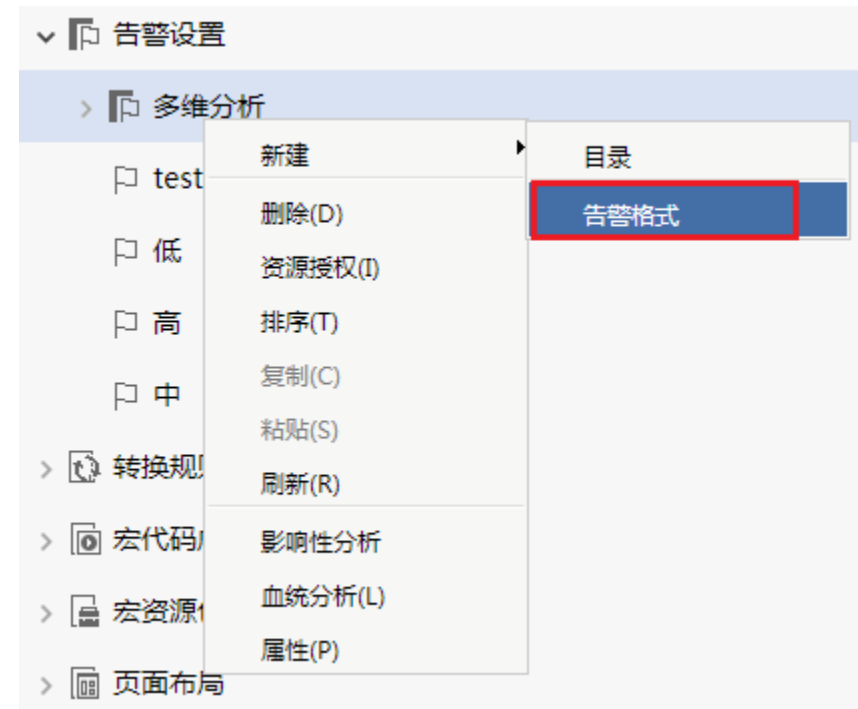 告警设置
多维分析
test
低
高
中
转换规则
宏代码
宏资源
页面布局
新建
删除(D)
资源授权(I)
排序(T)
复制(C)
粘贴(S)
刷新(R)
影响性分析
血统分析(L)
属性(P)
目录
告警格式